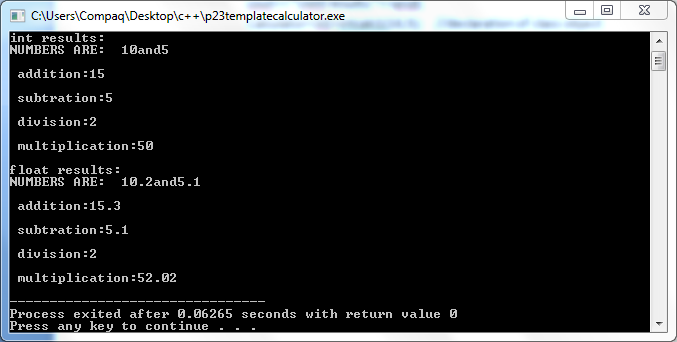 C:\Users\Compaq\Desktop\c++\p23templatecalculator.exe
int results:
NUMBERS ARE:  10and5
addition:15
subtration:5
division:2
multiplication:50
float results:
NUMBERS ARE:  10.2and5.1
addition:15.3
subtration:5.1
division:2
multiplication:52.02
--------------------------------
Process exited after 0.06265 seconds with return value 0
Press any key to continue . . .